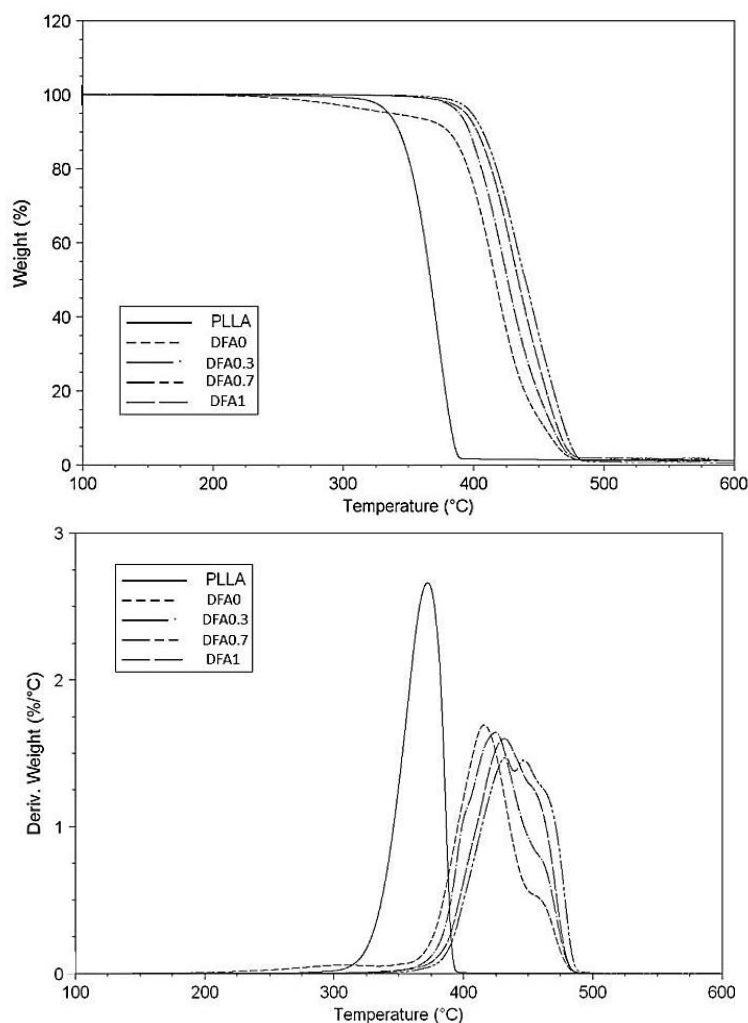 120
100
80
60
40
20
0
Weight (%)
PLLA
DFA0
DFA0.3
DFA0.7
DFA1
100 200 300 400 500 600
Temperature (°C)
3
2
1
0
Deriv. Weight (%/°C)
PLLA
DFA0
DFA0.3
DFA0.7
DFA1
100 200 300 400 500 600
Temperature (°C)